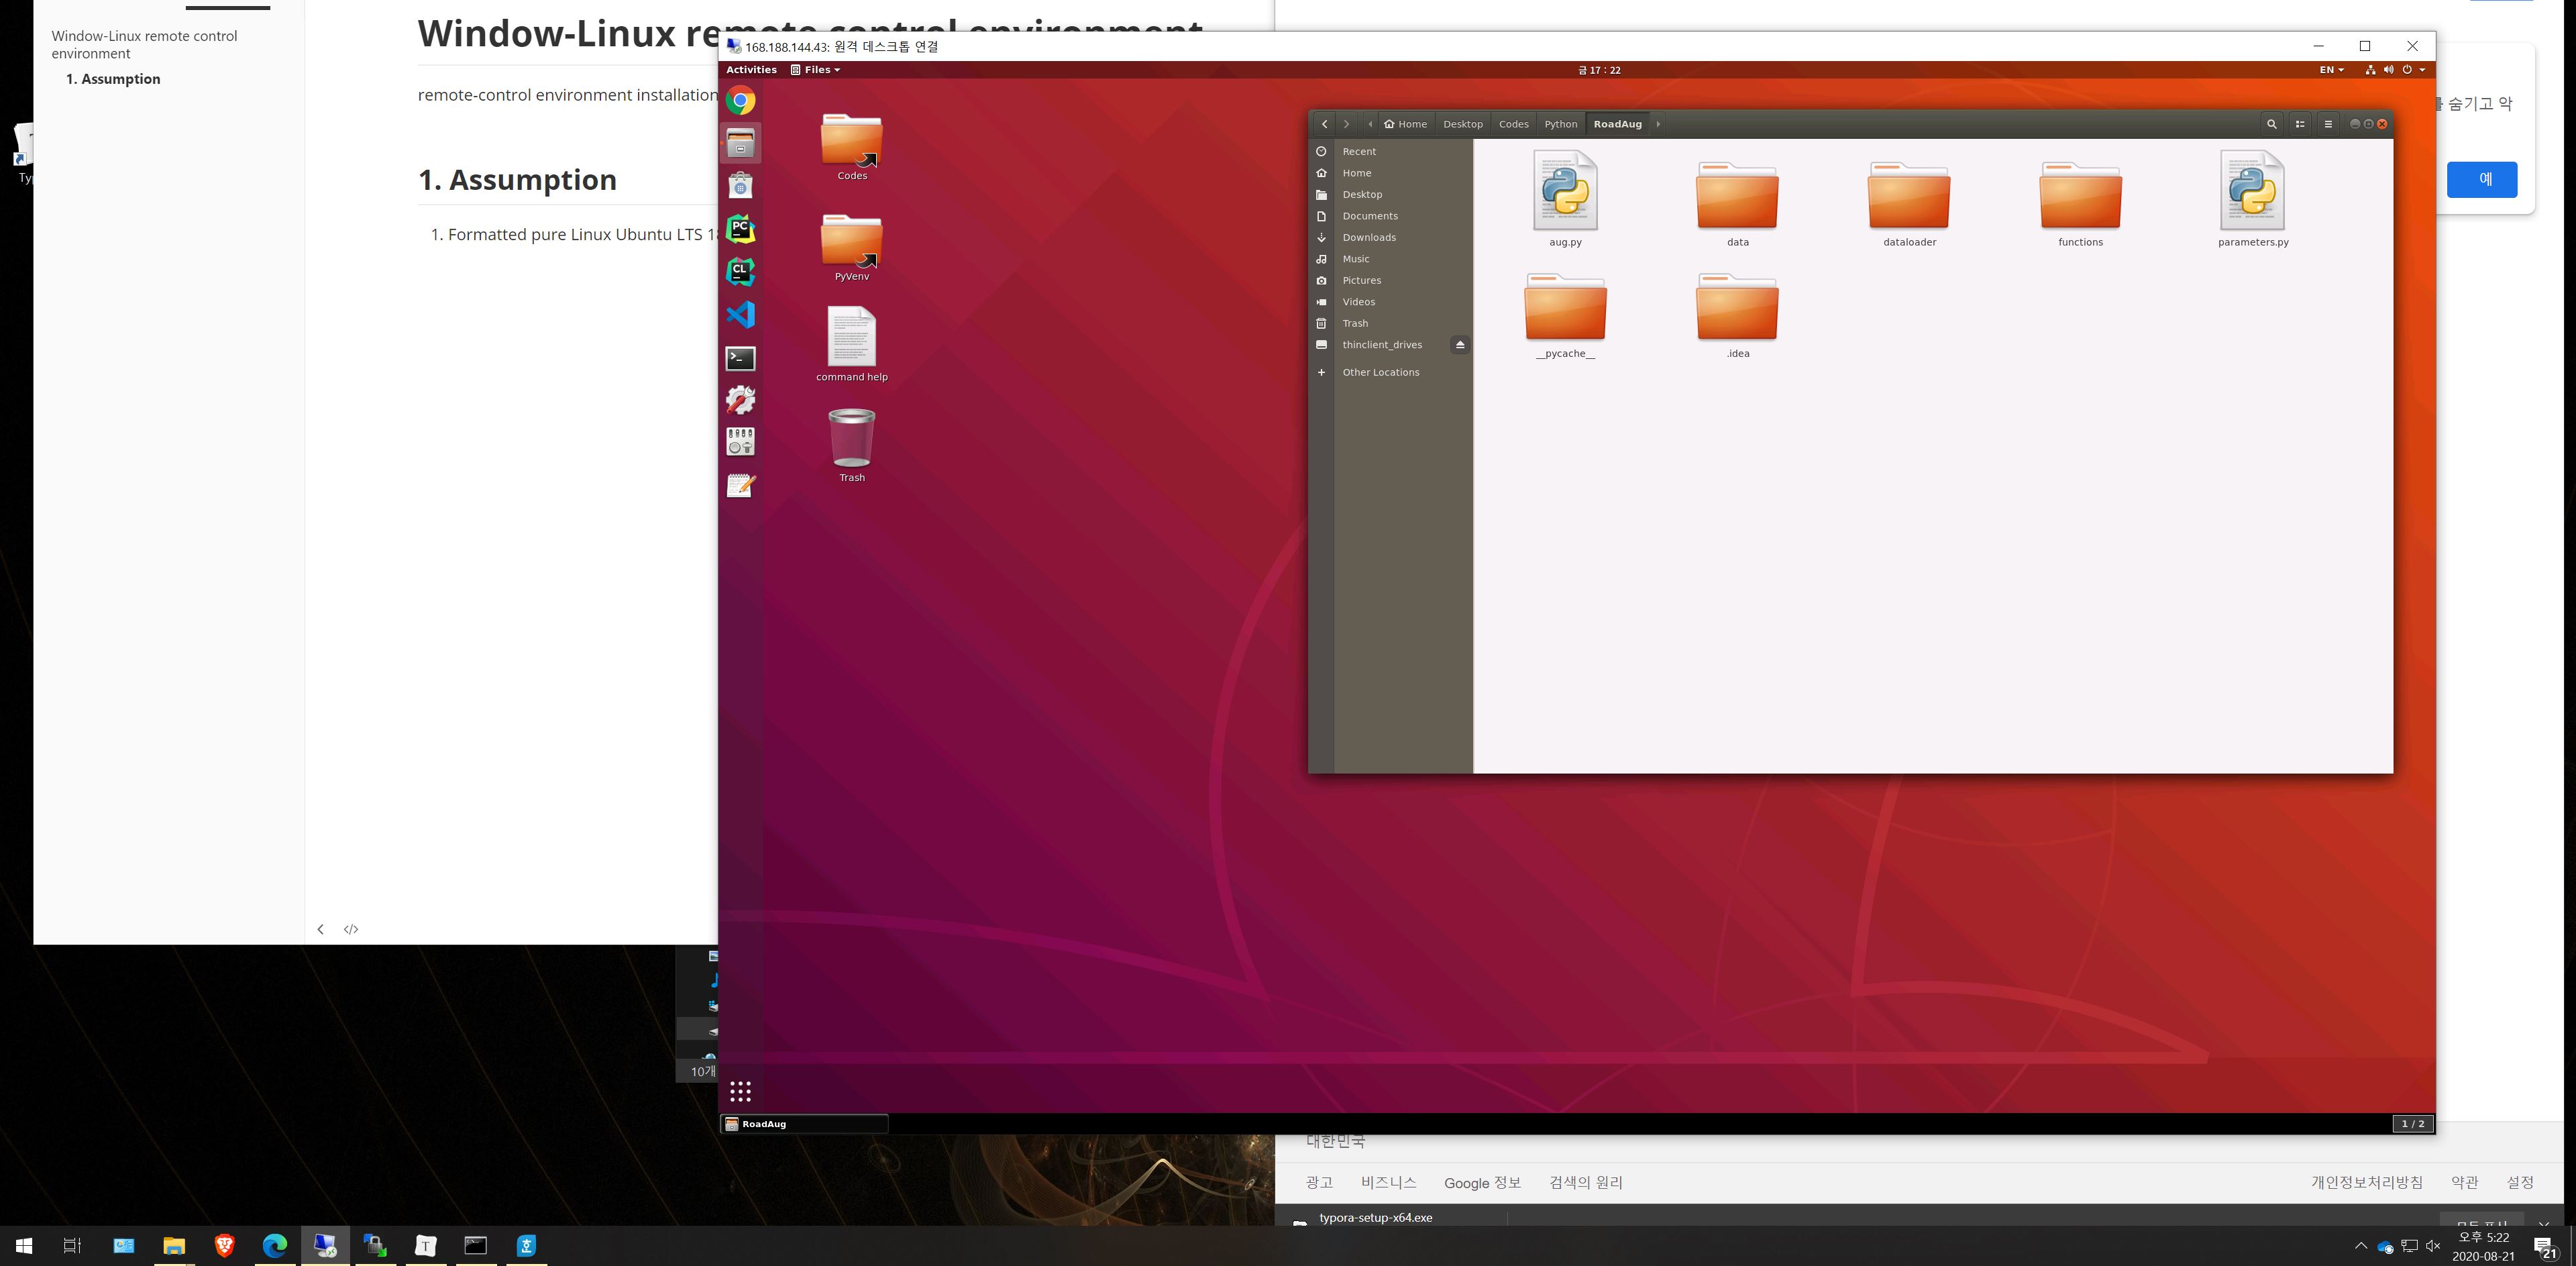 Window-Linux remote control
environment
1. Assumption
Window-Linux remote control environment
remote-control environment installation
1. Assumption
1. Formatted pure Linux Ubuntu LTS
168.188.144.43: 원격 데스크톱 연결
Activities
Files
금 17 : 22
EN
Codes
PyVenv
command help
Trash
Home
Desktop
Codes
Python
RoadAug
Recent
Home
Desktop
Documents
Downloads
Music
Pictures
Videos
Trash
thinclient_drives
Other Locations
aug.py
data
dataloader
functions
parameters.py
__pycache__
.idea
PC
CL
RoadAug
1 / 2
숨기고 악
예
10개
대한민국
광고
비즈니스
Google 정보
검색의 원리
개인정보처리방침
약관
설정
typora-setup-x64.exe
오후 5:22
2020-08-21
21